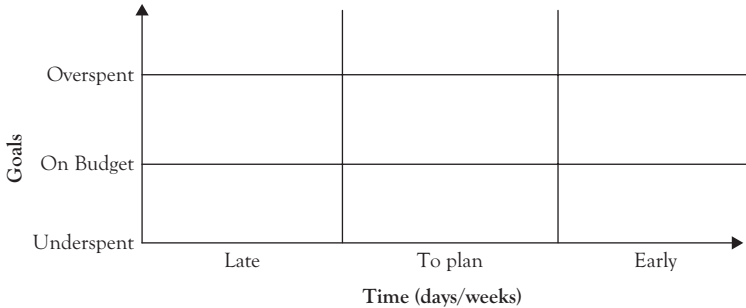 Goals
Overspent
On Budget
Underspent
Late
To plan
Early
Time (days/weeks)